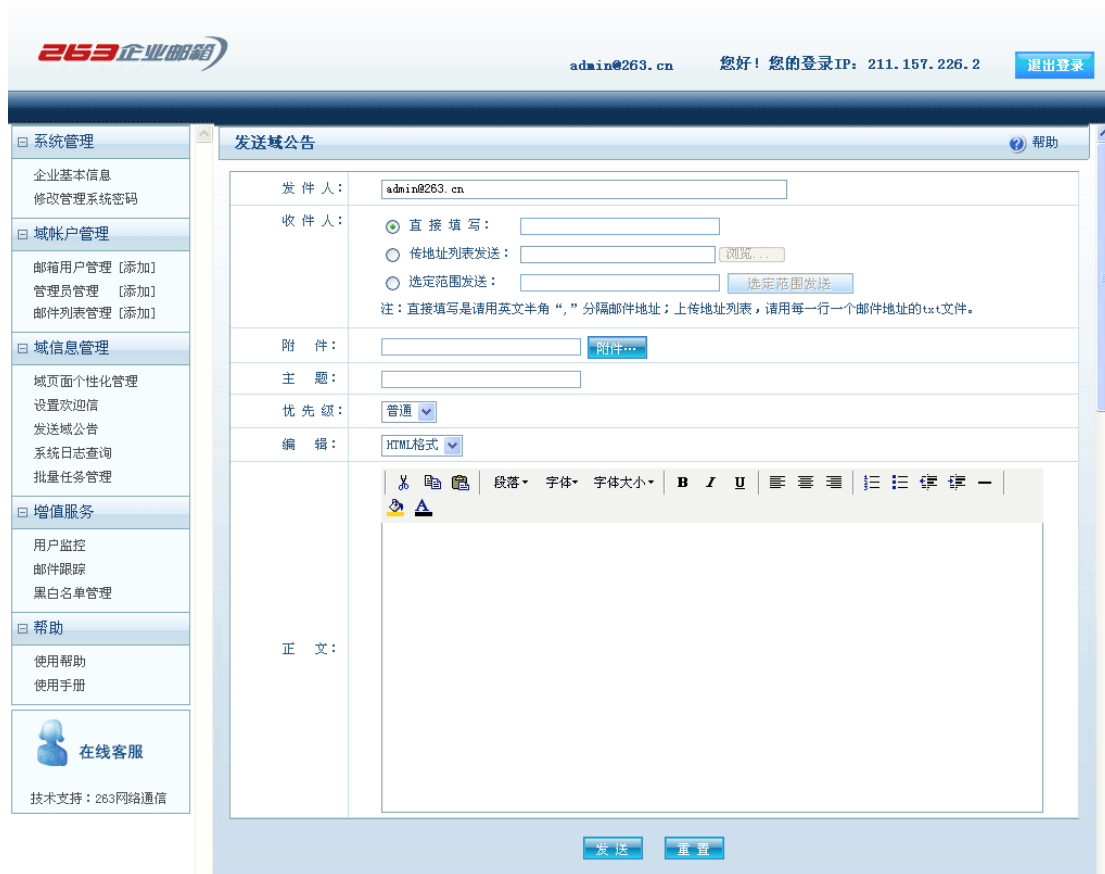 263企业邮箱
admin@263.cn 您好！您的登录IP：211.157.226.2 退出登录
系统管理
企业基本信息
修改管理系统密码
域帐户管理
邮箱用户管理 [添加]
管理员管理 [添加]
邮件列表管理 [添加]
域信息管理
域页面个性化管理
设置欢迎信
发送域公告
系统日志查询
批量任务管理
增值服务
用户监控
邮件跟踪
黑白名单管理
帮助
使用帮助
使用手册
在线客服
技术支持：263网络通信
发送域公告 帮助
发 件 人： admin@263.cn
收 件 人： 直 接 填 写：
传地址列表发送： 浏览...
选定范围发送： 选定范围发送
注：直接填写是请用英文半角“,”分隔邮件地址；上传地址列表，请用每一行一个邮件地址的txt文件。
附 件： 附件…
主 题：
优 先 级： 普通
编 辑： HTML格式
段落 字体 字体大小 B I U
A
正 文：
发 送 重 置